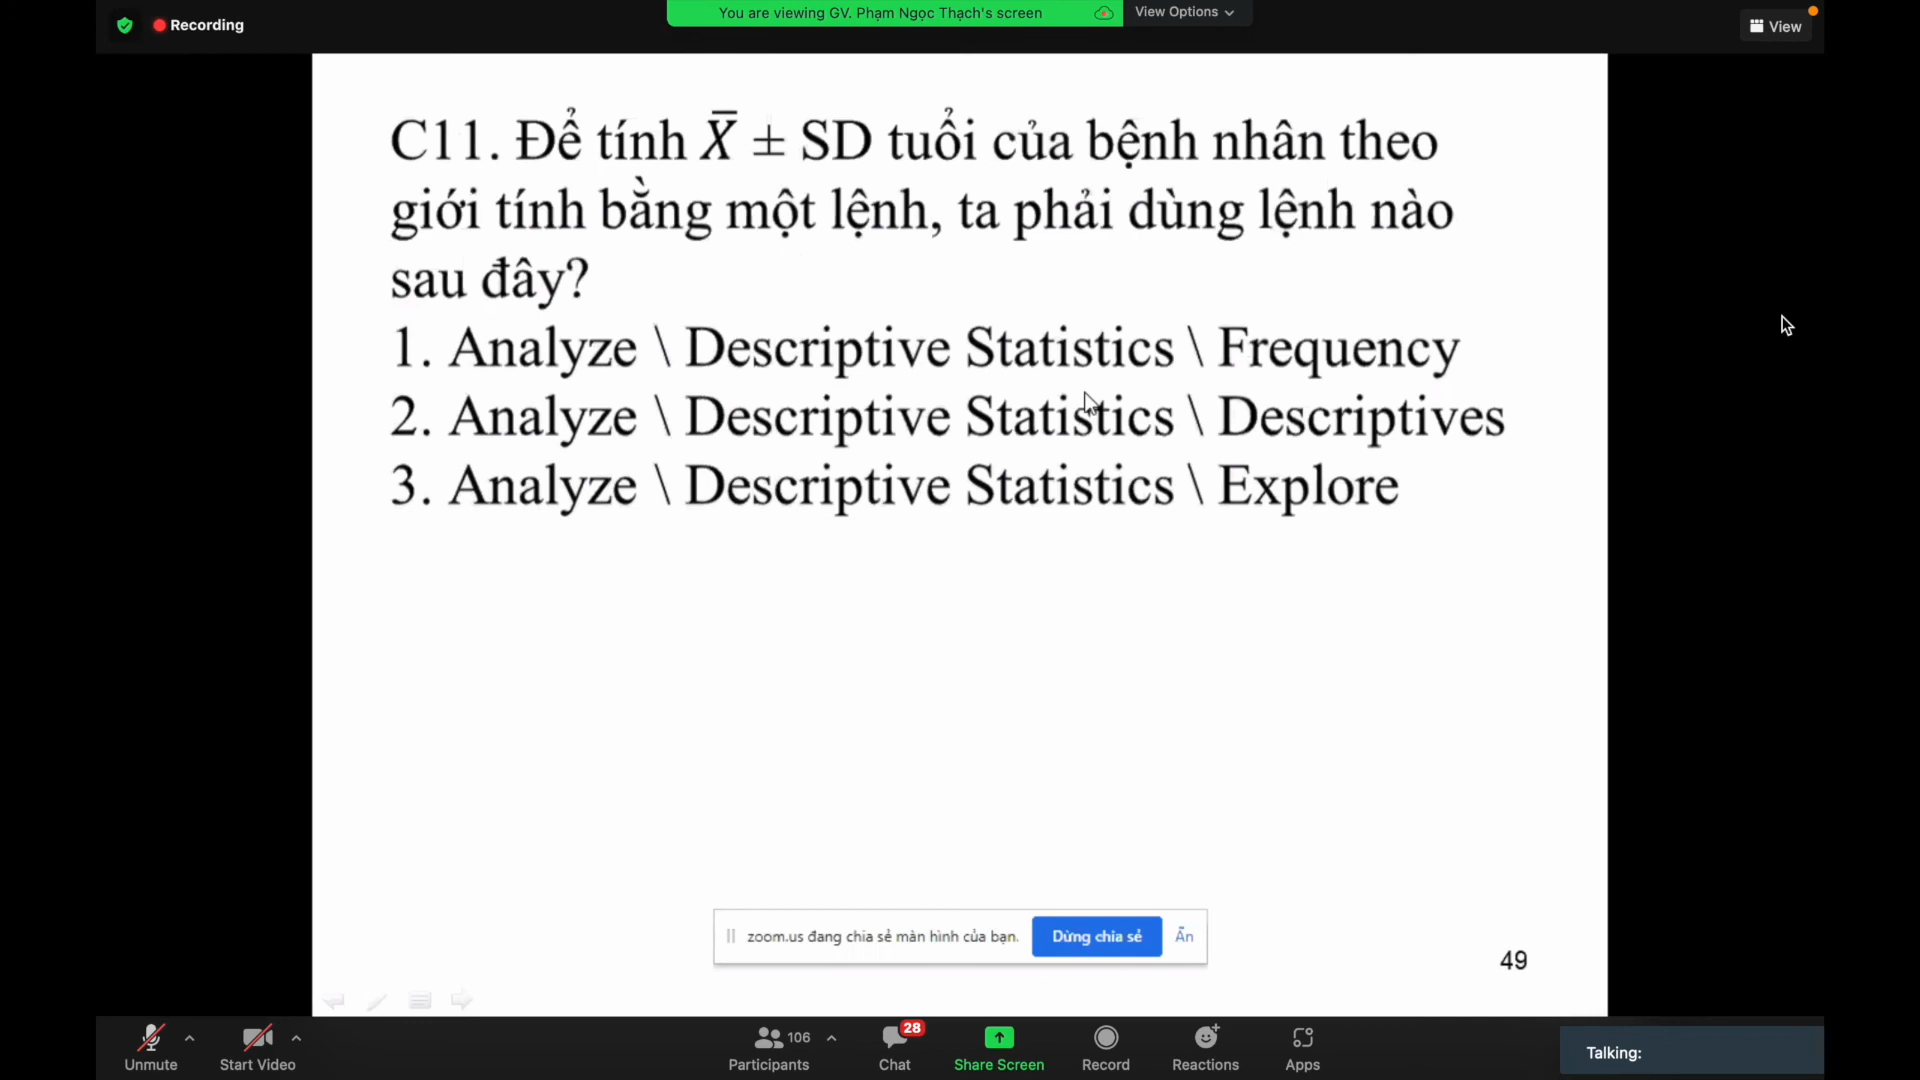 Recording
You are viewing GV. Phạm Ngọc Thạch's screen
View Options
View
C11. Để tính X̄ ± SD tuổi của bệnh nhân theo
giới tính bằng một lệnh, ta phải dùng lệnh nào
sau đây?
1. Analyze \ Descriptive Statistics \ Frequency
2. Analyze \ Descriptive Statistics \ Descriptives
3. Analyze \ Descriptive Statistics \ Explore
zoom.us đang chia sẻ màn hình của bạn. Dừng chia sẻ Ẩn
49
Unmute
Start Video
106
Participants
28
Chat
Share Screen
Record
Reactions
Apps
Talking: